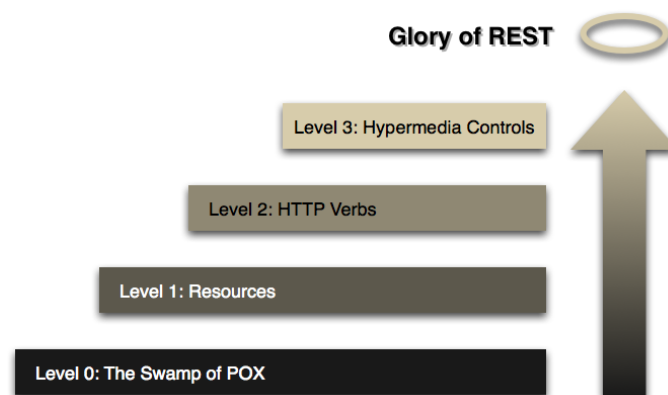 Glory of REST
Level 3: Hypermedia Controls
Level 2: HTTP Verbs
Level 1: Resources
Level 0: The Swamp of POX